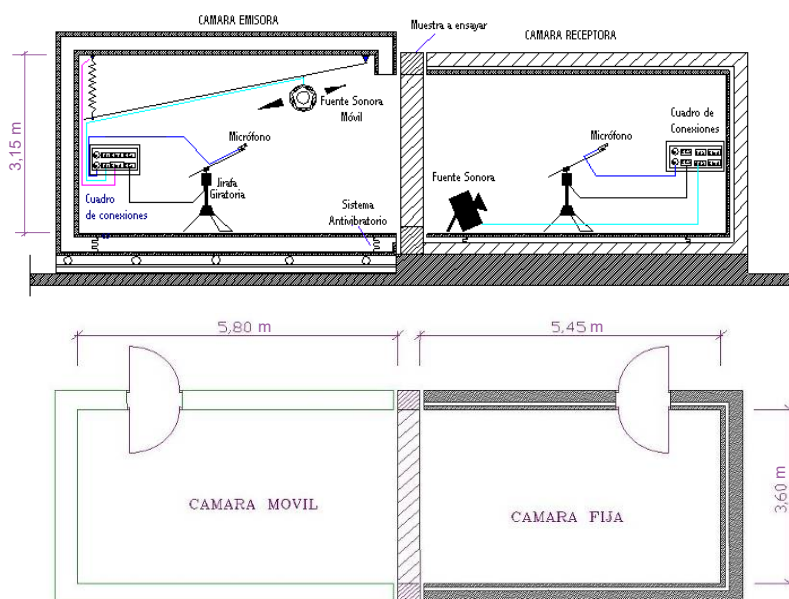 CAMARA EMISORA
Muestra a ensayar
CAMARA RECEPTORA
3,15 m
Fuente Sonora
Móvil
Micrófono
Jirafa
Giratoria
Cuadro
de conexiones
Sistema
Antivibratorio
Micrófono
Cuadro de
Conexiones
Fuente Sonora
5,80 m
5,45 m
CAMARA MOVIL
CAMARA FIJA
3,60 m